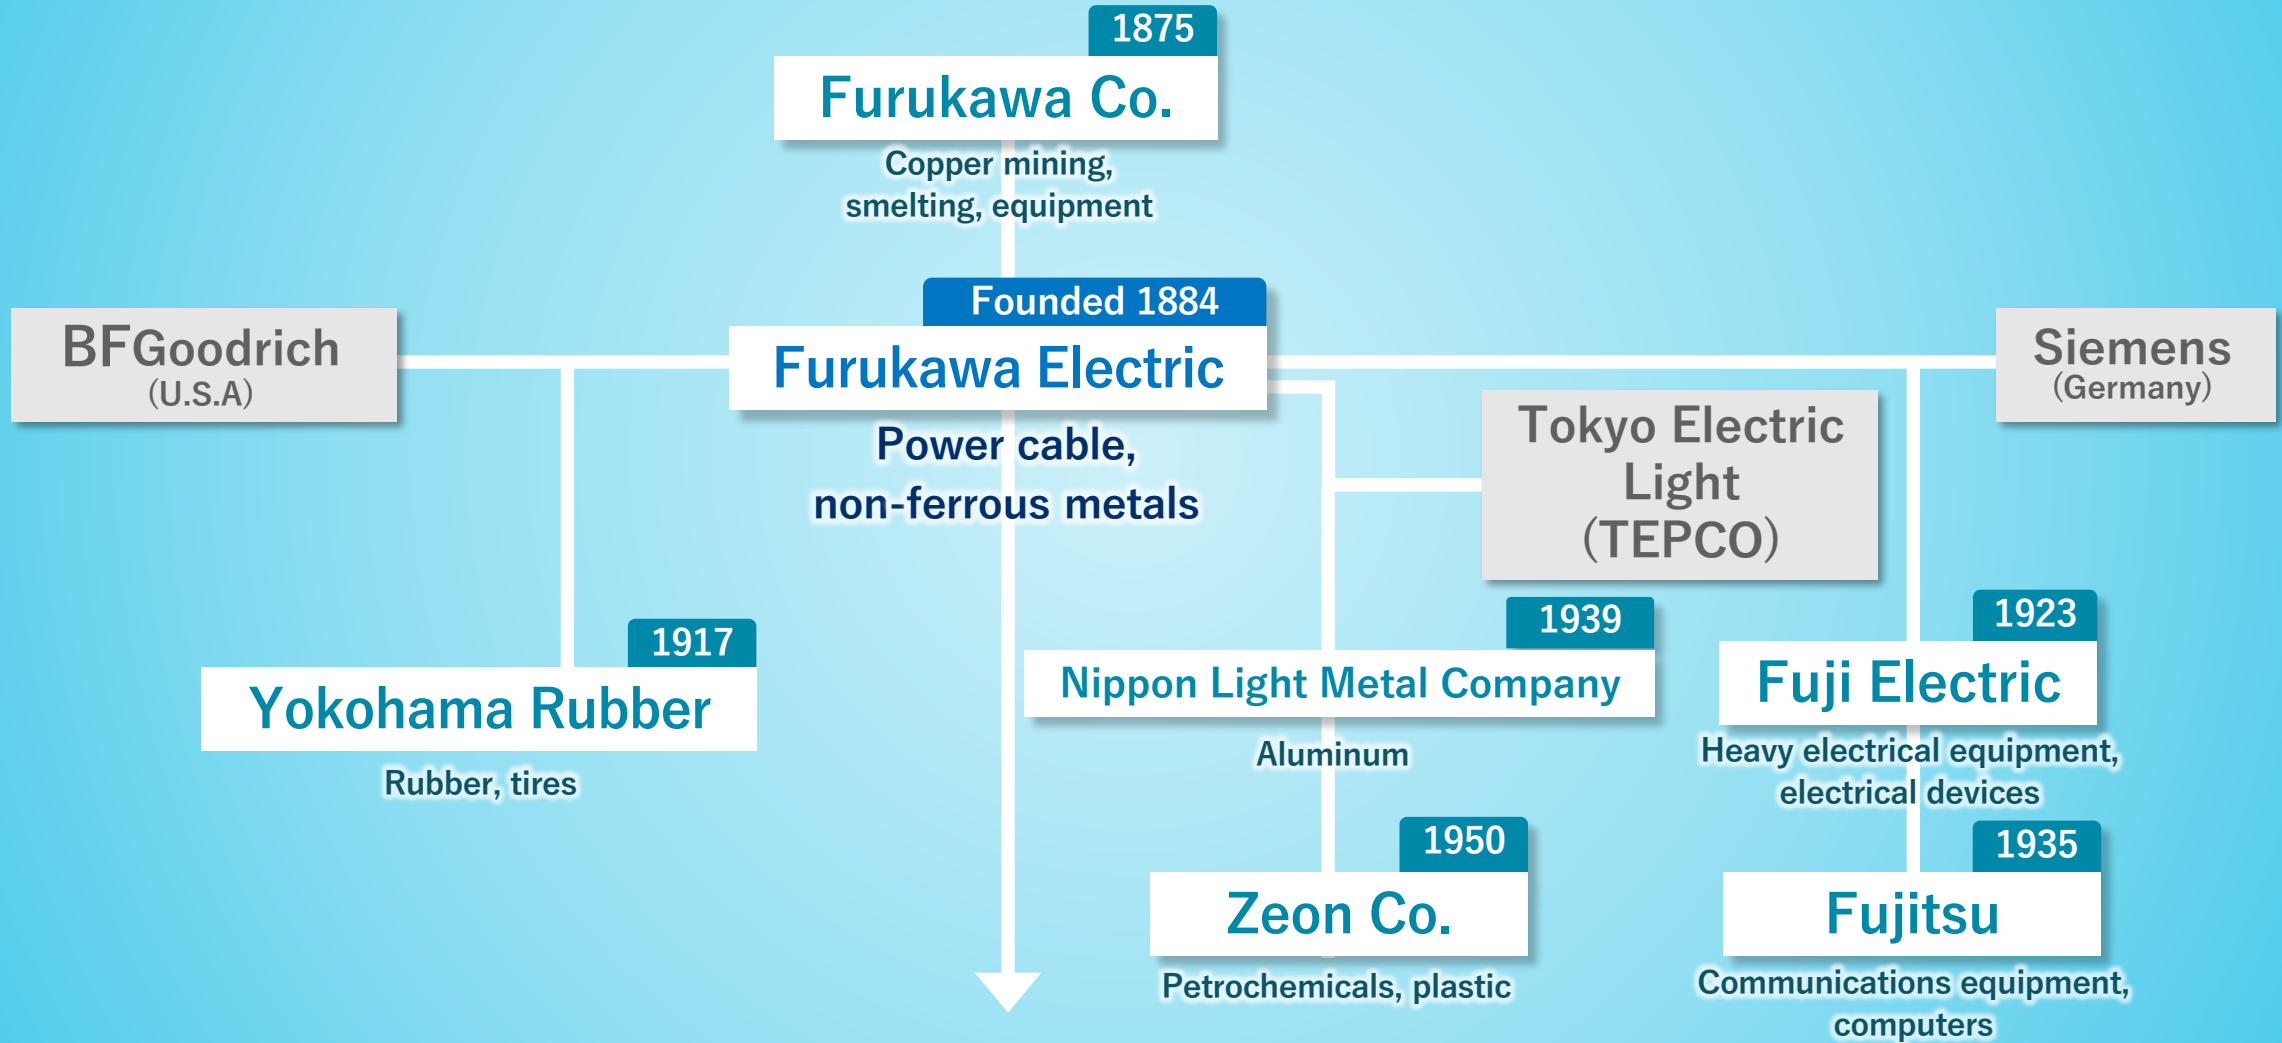 1875
Furukawa Co.
Copper mining,
smelting, equipment
Founded 1884
Furukawa Electric
Power cable,
non-ferrous metals
BFGoodrich
(U.S.A)
Siemens
(Germany)
Tokyo Electric
Light
(TEPCO)
1917
Yokohama Rubber
Rubber, tires
1939
Nippon Light Metal Company
Aluminum
1923
Fuji Electric
Heavy electrical equipment,
electrical devices
1950
Zeon Co.
Petrochemicals, plastic
1935
Fujitsu
Communications equipment,
computers